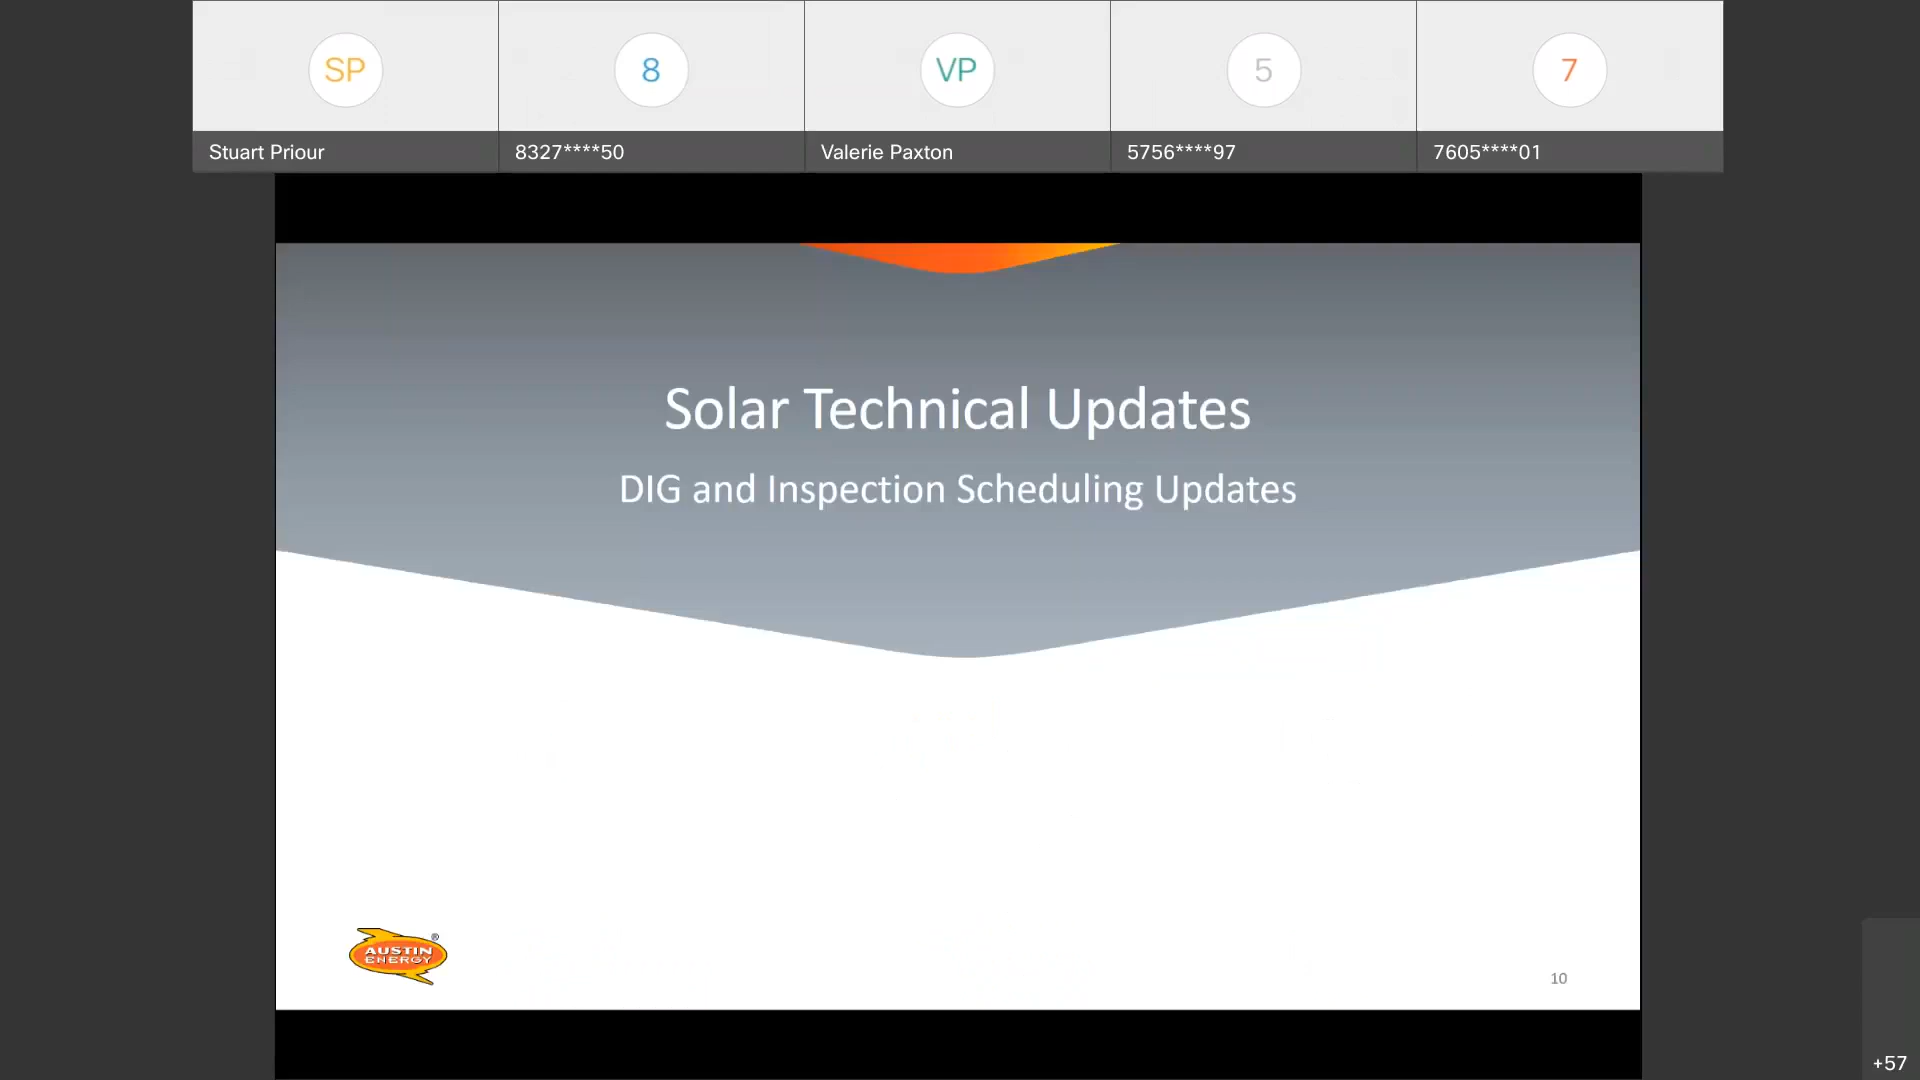 SP
8
VP
5
7
Stuart Priour
8327****50
Valerie Paxton
5756****97
7605****01
Solar Technical Updates
DIG and Inspection Scheduling Updates
AUSTIN
ENERGY
®
10
+57